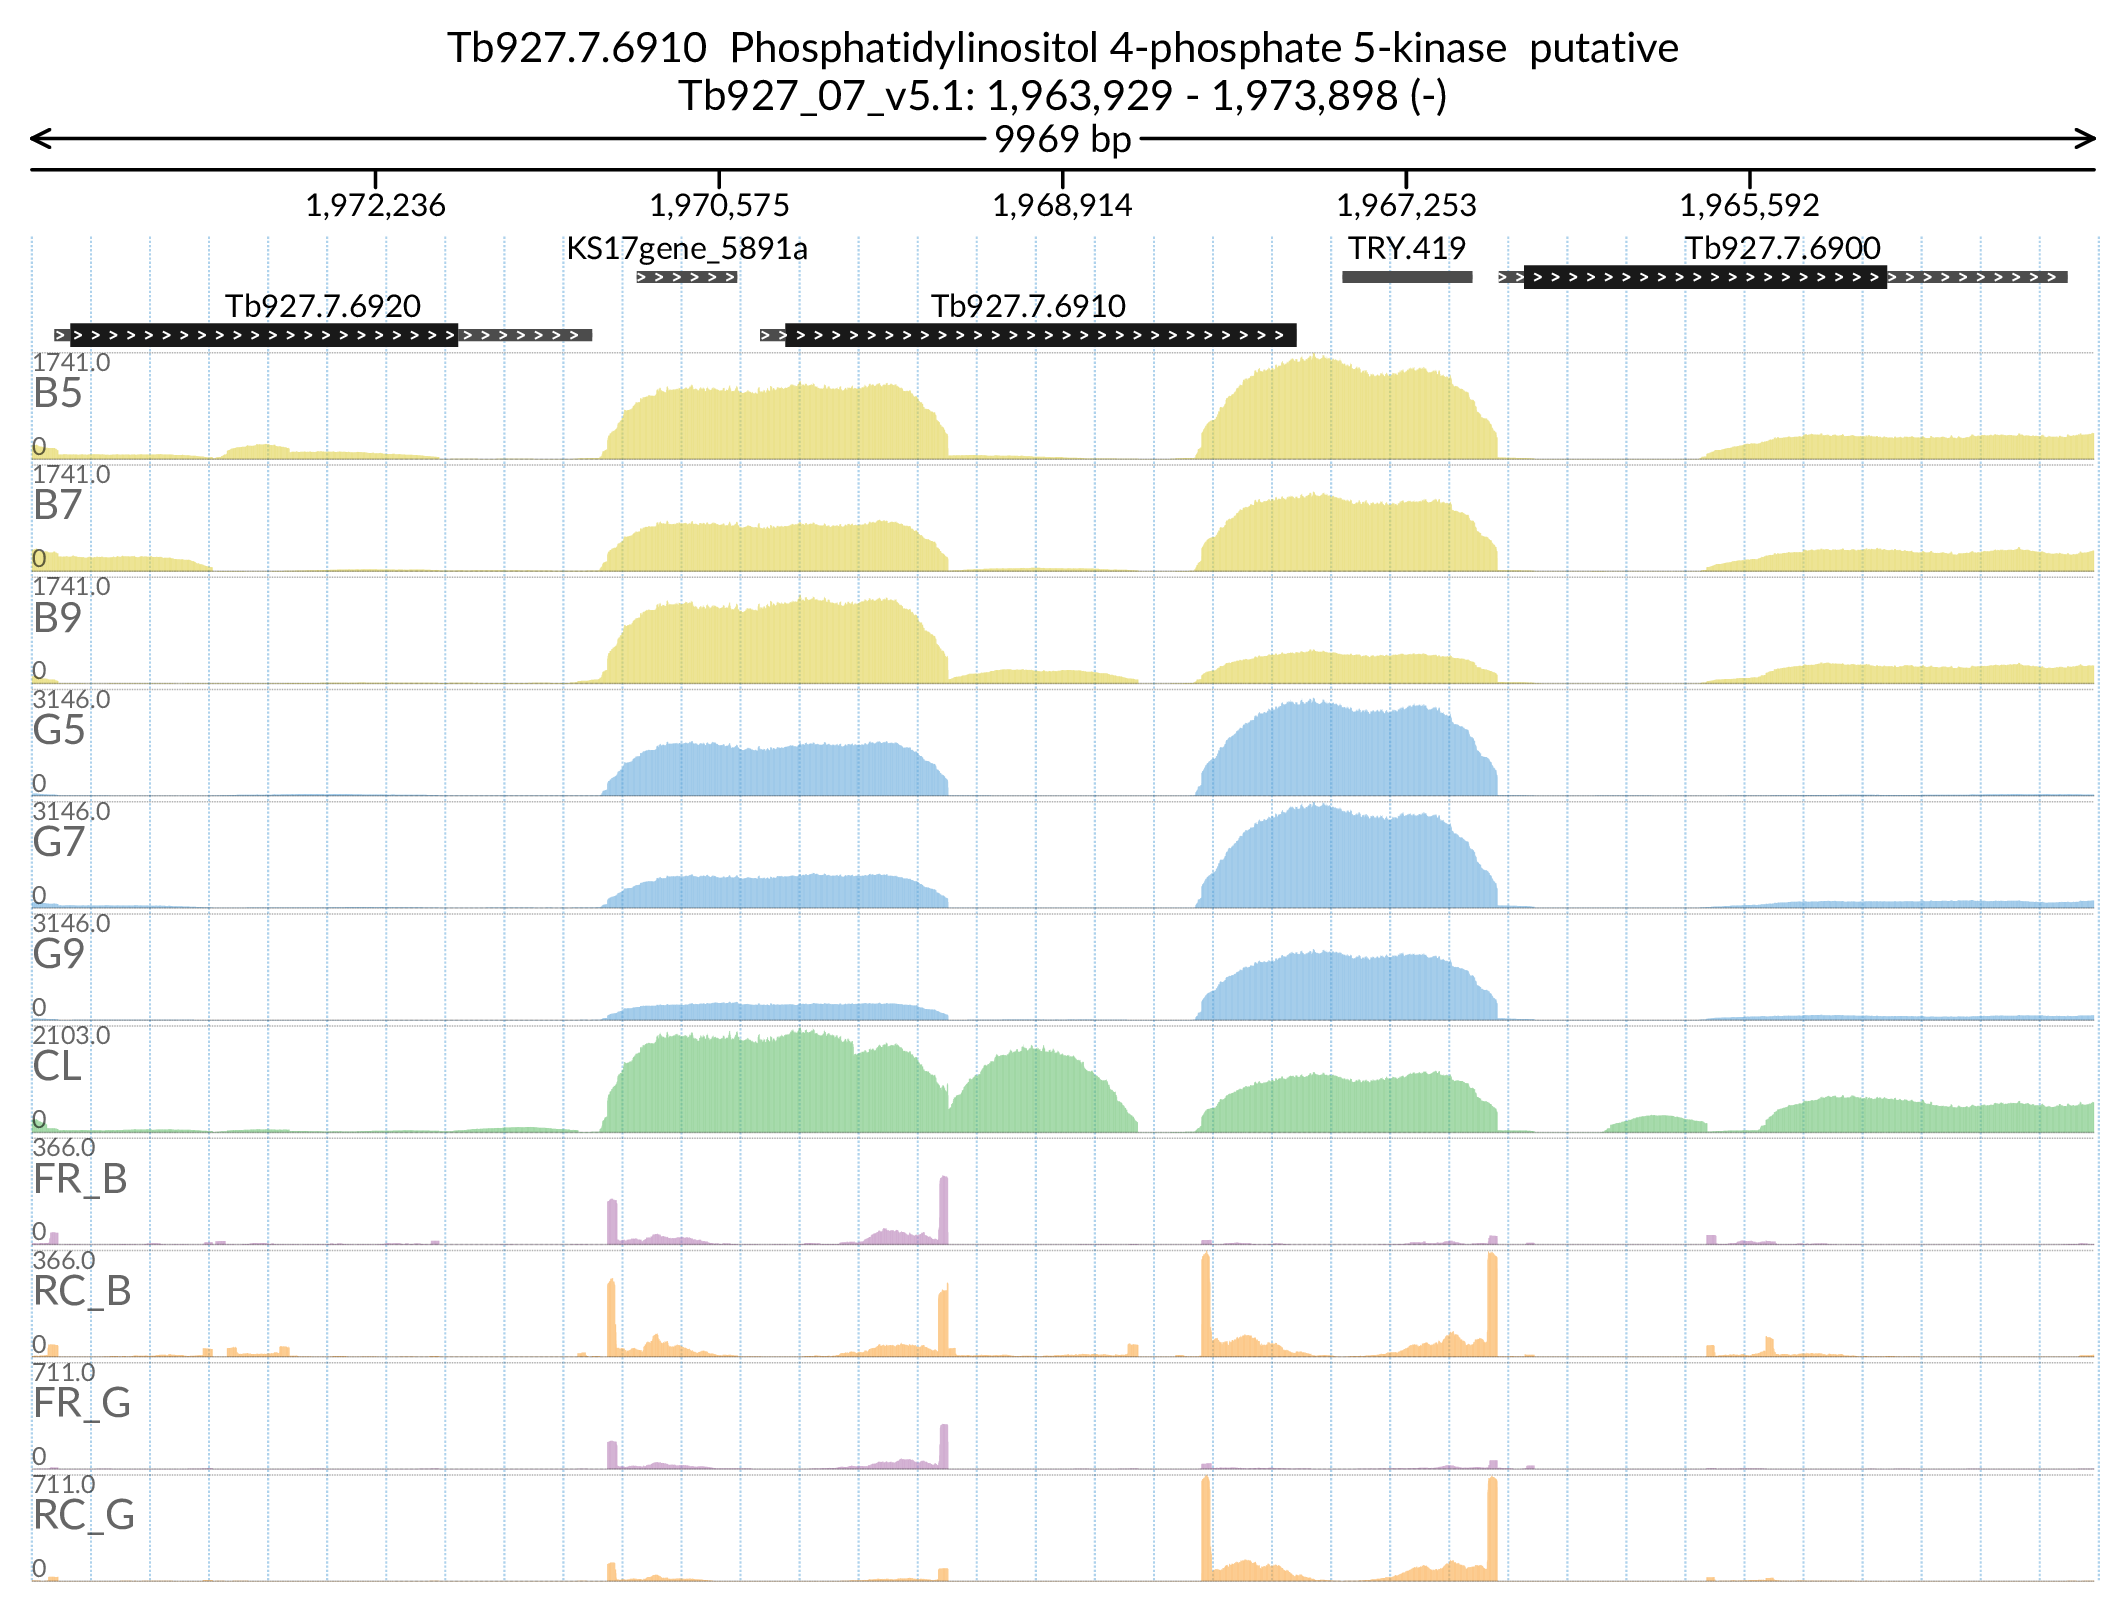 Tb927.7.6910  Phosphatidylinositol 4-phosphate 5-kinase  putative
Tb927_07_v5.1: 1,963,929 - 1,973,898 (-)
9969 bp
1,972,236 1,970,575 1,968,914 1,967,253 1,965,592
KS17gene_5891a TRY.419 Tb927.7.6900
Tb927.7.6920 Tb927.7.6910
1741.0
B5
0
1741.0
B7
0
1741.0
B9
0
3146.0
G5
0
3146.0
G7
0
3146.0
G9
0
2103.0
CL
0
366.0
FR_B
0
366.0
RC_B
0
711.0
FR_G
0
711.0
RC_G
0